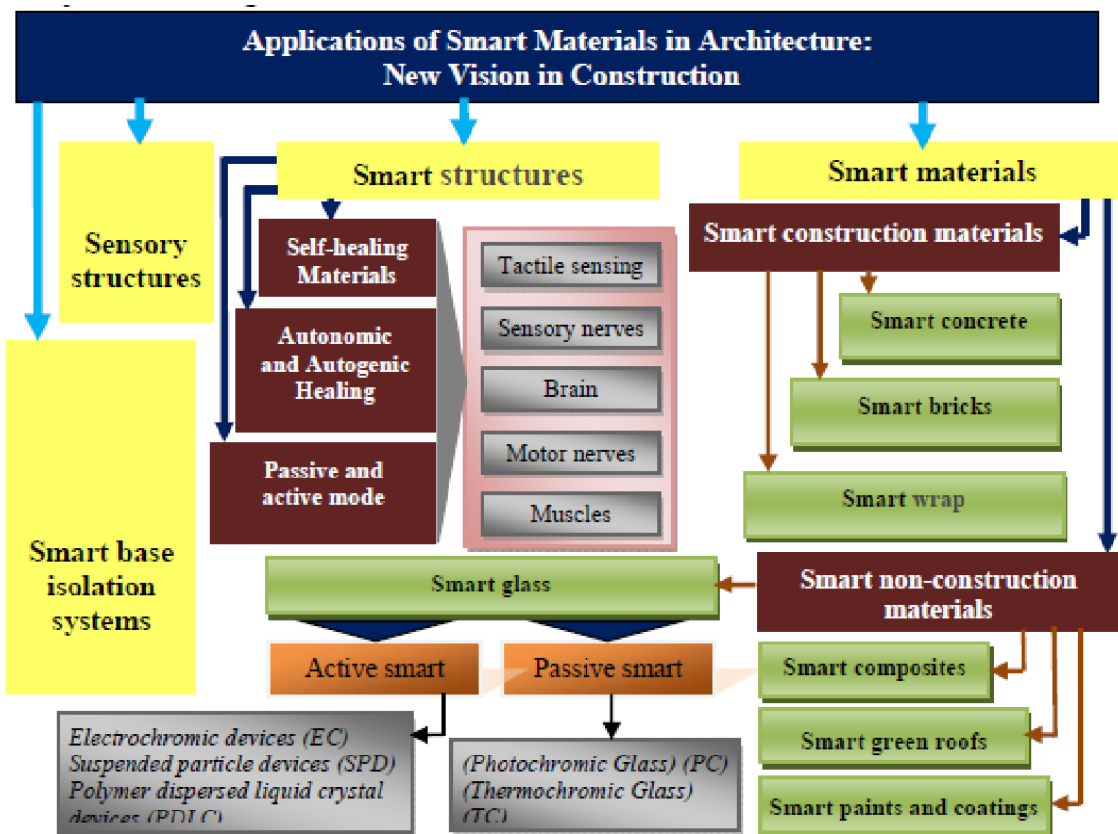 Applications of Smart Materials in Architecture:
New Vision in Construction
Sensory
structures
Smart base
isolation
systems
Smart structures
Self-healing
Materials
Autonomic
and Autogenic
Healing
Passive and
active mode
Tactile sensing
Sensory nerves
Brain
Motor nerves
Muscles
Smart materials
Smart construction materials
Smart concrete
Smart bricks
Smart wrap
Smart non-construction
materials
Smart glass
Active smart
Passive smart
Electrochromic devices (EC)
Suspended particle devices (SPD)
Polymer dispersed liquid crystal
devices (PDLC)
(Photochromic Glass) (PC)
(Thermochromic Glass)
(TC)
Smart composites
Smart green roofs
Smart paints and coatings